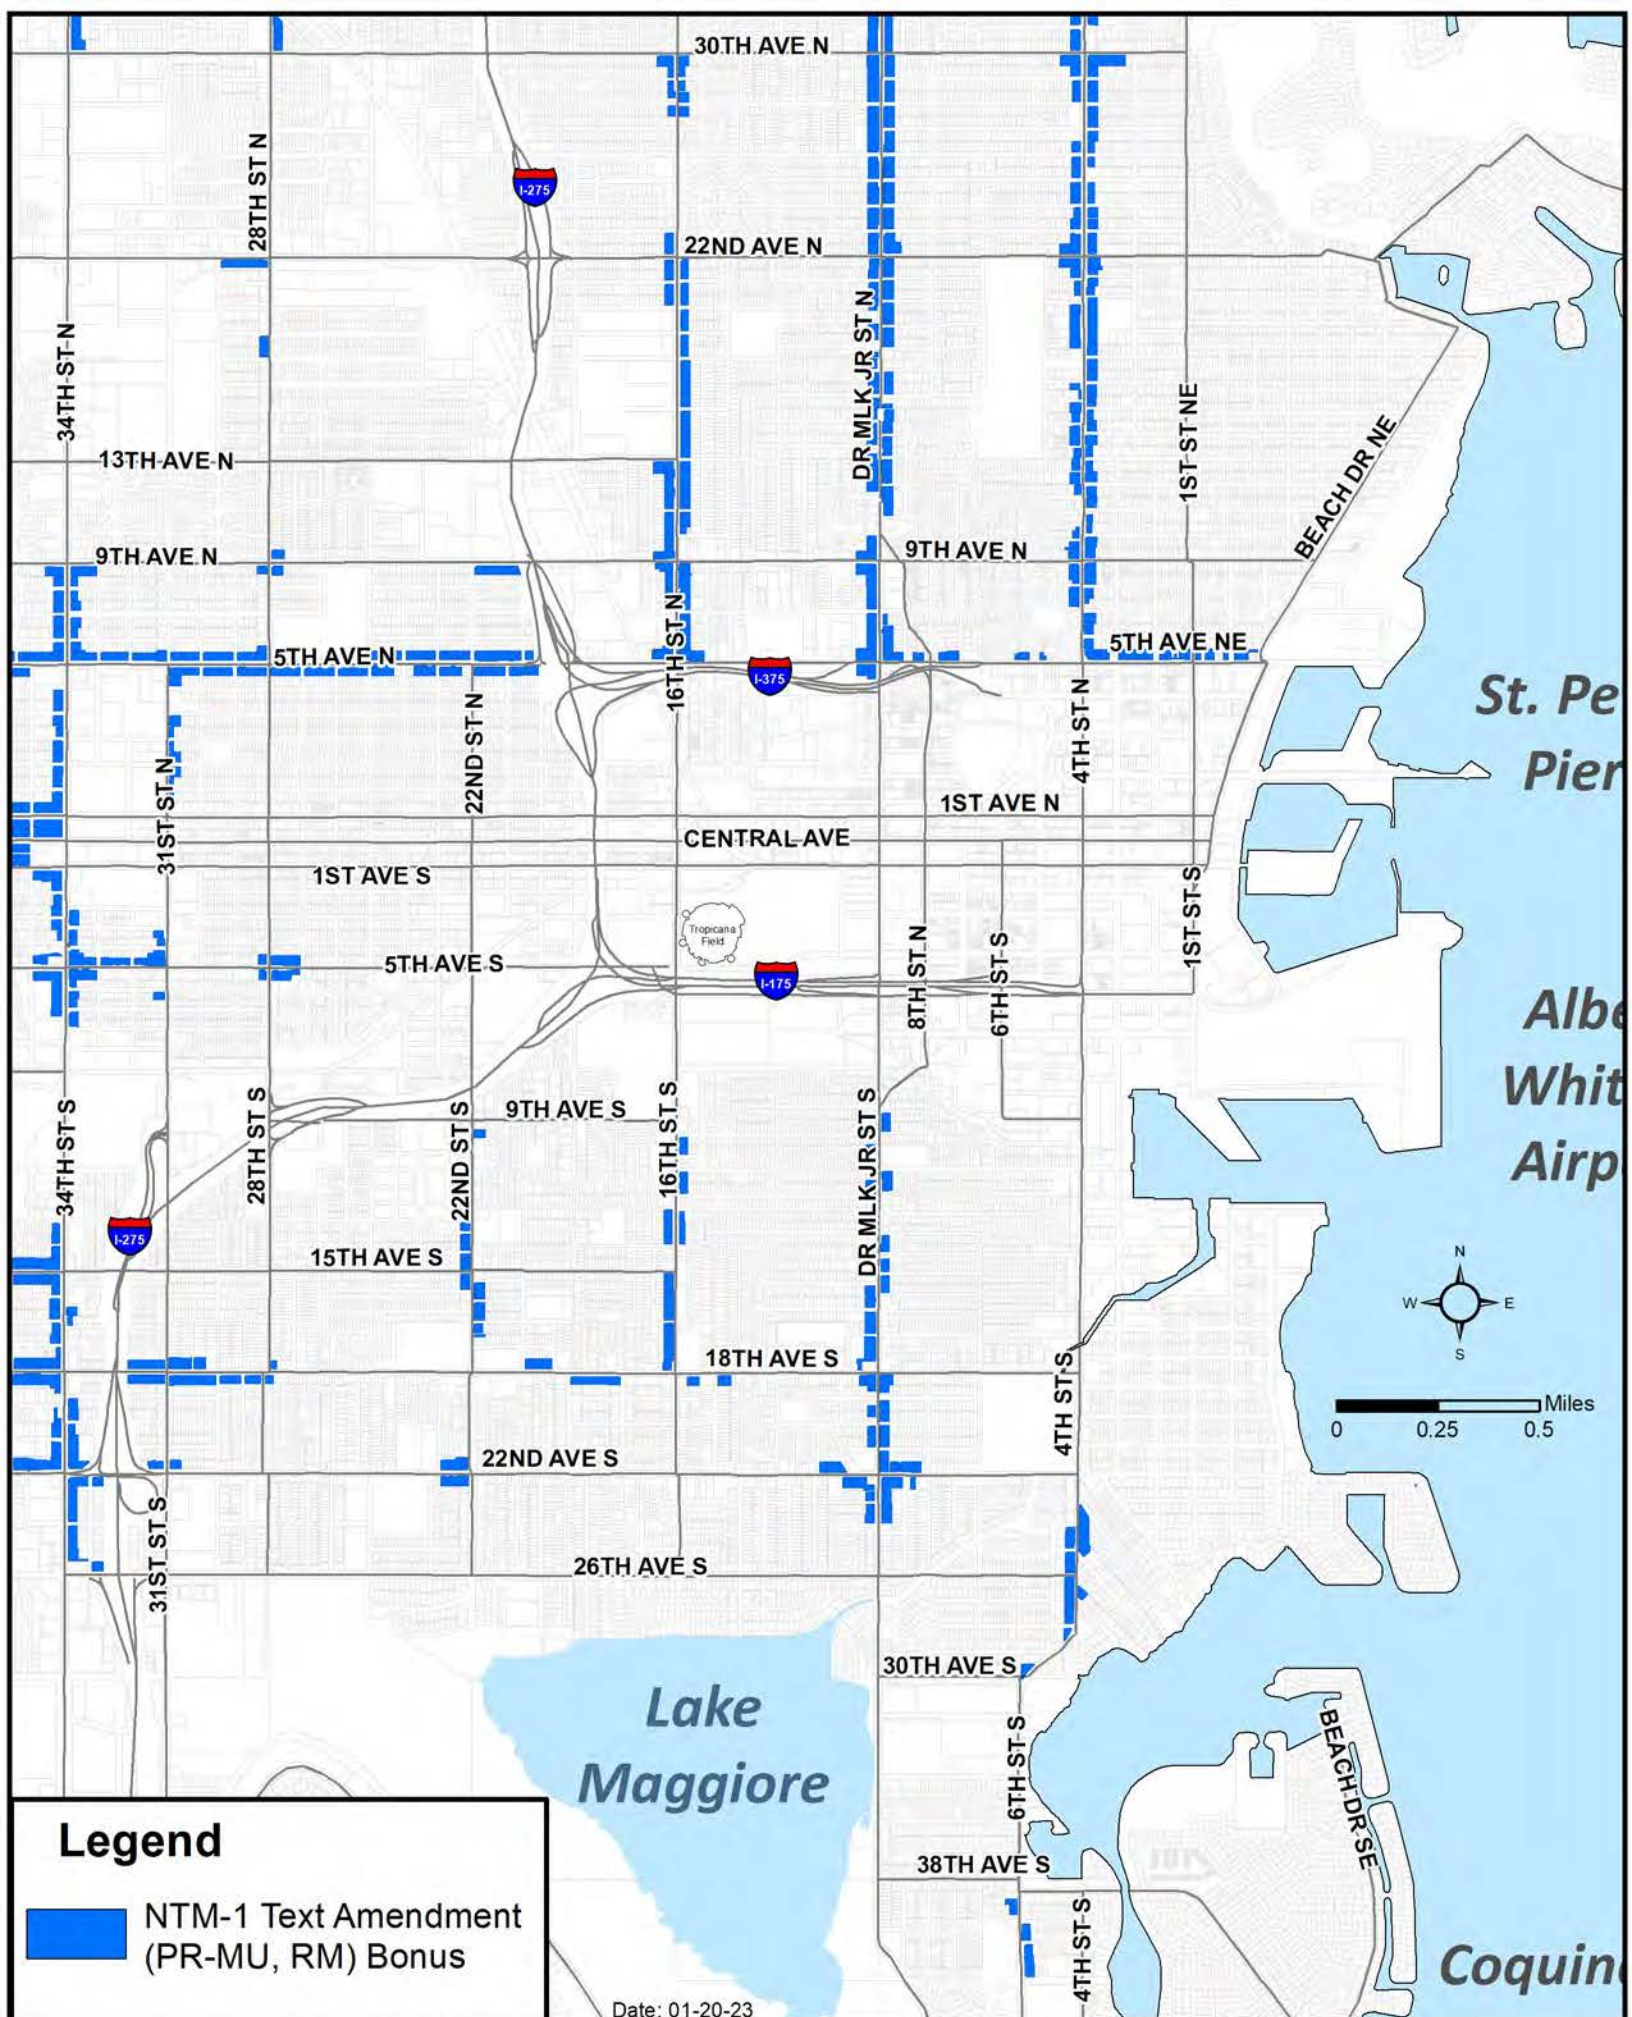 30TH AVE N
28TH ST N
I-275
22ND AVE N
34TH ST N
DR MLK JR ST N
1ST ST NE
BEACH DR NE
13TH AVE N
9TH AVE N
9TH AVE N
16TH ST N
5TH AVE N
5TH AVE NE
I-375
22ND ST N
4TH ST N
St. Pe
Pier
31ST ST N
1ST AVE N
CENTRAL AVE
1ST AVE S
1ST ST S
Tropicana
Field
5TH AVE S
I-175
8TH ST N
6TH ST S
Albe
Whit
Airp
34TH ST S
28TH ST S
22ND ST S
9TH AVE S
16TH ST S
DR MLK JR ST S
I-275
15TH AVE S
N
W
E
S
18TH AVE S
4TH ST S
Miles
0
0.25
0.5
22ND AVE S
31ST ST S
26TH AVE S
30TH AVE S
Lake
Maggiore
6TH ST S
BEACH DR SE
38TH AVE S
4TH ST S
Coquin
Legend
NTM-1 Text Amendment
(PR-MU, RM) Bonus
Date: 01-20-23